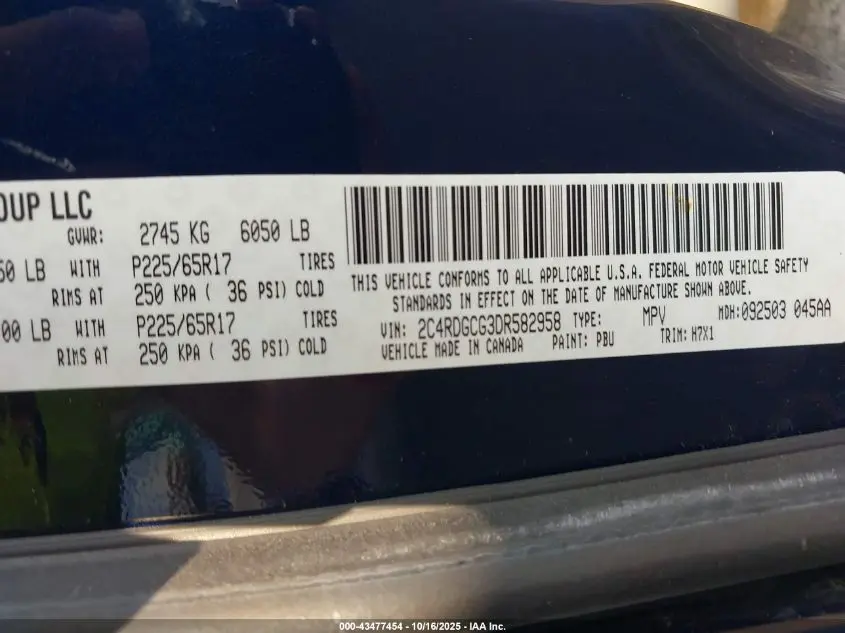 OUP LLC
GVWR: 2745 KG 6050 LB
50 LB WITH P225/65R17 TIRES
RIMS AT 250 KPA ( 36 PSI) COLD
00 LB WITH P225/65R17 TIRES
RIMS AT 250 KPA ( 36 PSI) COLD
THIS VEHICLE CONFORMS TO ALL APPLICABLE U.S.A. FEDERAL MOTOR VEHICLE SAFETY
STANDARDS IN EFFECT ON THE DATE OF MANUFACTURE SHOWN ABOVE.
VIN: 2C4RDGCG3DR582958 TYPE: MPV MDH:092503 045AA
VEHICLE MADE IN CANADA PAINT: PBU TRIM: H7X1
000-43477454 - 10/16/2025 - IAA Inc.